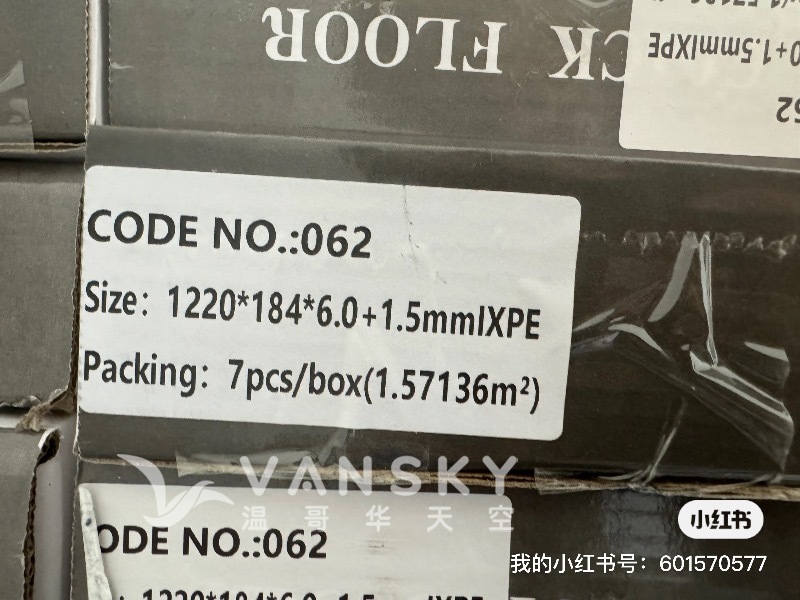 CK FLOOR
0+1.5mmIXPE
62
CODE NO.:062
Size: 1220*184*6.0+1.5mmIXPE
Packing: 7pcs/box(1.57136m²)
VANSKY
温哥华天空
小红书
ODE NO.:062
我的小红书号: 601570577